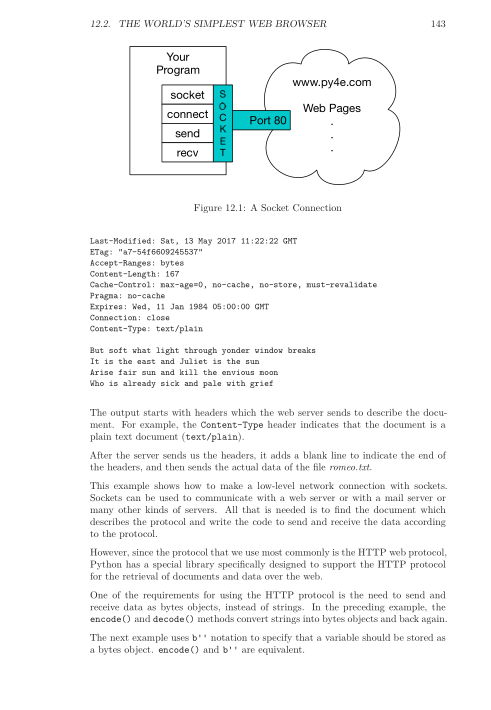 12.2. THE WORLD'S SIMPLEST WEB BROWSER 143
Your
Program
socket
connect
send
recv
SOCKET
Port 80
www.py4e.com
Web Pages
.
.
.
Figure 12.1: A Socket Connection
Last-Modified: Sat, 13 May 2017 11:22:22 GMT
ETag: "a7-54f6609245537"
Accept-Ranges: bytes
Content-Length: 167
Cache-Control: max-age=0, no-cache, no-store, must-revalidate
Pragma: no-cache
Expires: Wed, 11 Jan 1984 05:00:00 GMT
Connection: close
Content-Type: text/plain
But soft what light through yonder window breaks
It is the east and Juliet is the sun
Arise fair sun and kill the envious moon
Who is already sick and pale with grief
The output starts with headers which the web server sends to describe the docu-
ment. For example, the Content-Type header indicates that the document is a
plain text document (text/plain).
After the server sends us the headers, it adds a blank line to indicate the end of
the headers, and then sends the actual data of the file romeo.txt.
This example shows how to make a low-level network connection with sockets.
Sockets can be used to communicate with a web server or with a mail server or
many other kinds of servers. All that is needed is to find the document which
describes the protocol and write the code to send and receive the data according
to the protocol.
However, since the protocol that we use most commonly is the HTTP web protocol,
Python has a special library specifically designed to support the HTTP protocol
for the retrieval of documents and data over the web.
One of the requirements for using the HTTP protocol is the need to send and
receive data as bytes objects, instead of strings. In the preceding example, the
encode() and decode() methods convert strings into bytes objects and back again.
The next example uses b'' notation to specify that a variable should be stored as
a bytes object. encode() and b'' are equivalent.